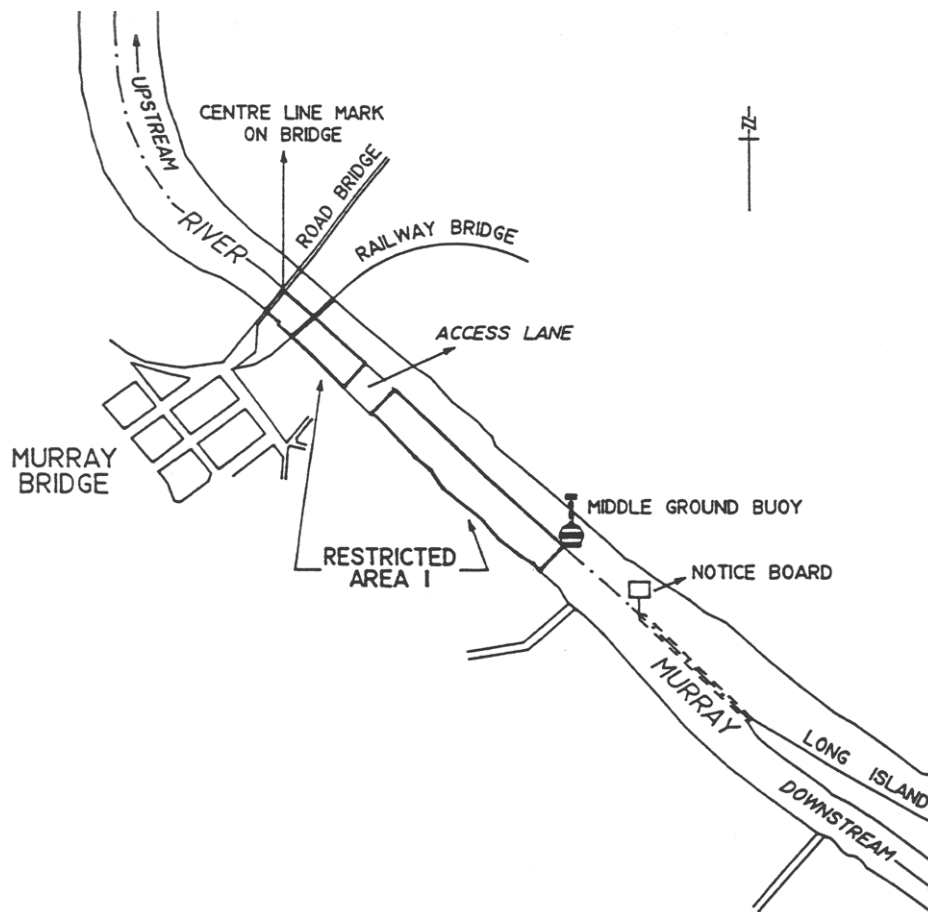 UPSTREAM
CENTRE LINE MARK
ON BRIDGE
ROAD BRIDGE
RIVER
RAILWAY BRIDGE
N
ACCESS LANE
MURRAY
BRIDGE
MIDDLE GROUND BUOY
RESTRICTED
AREA 1
NOTICE BOARD
MURRAY
LONG ISLAND
DOWNSTREAM